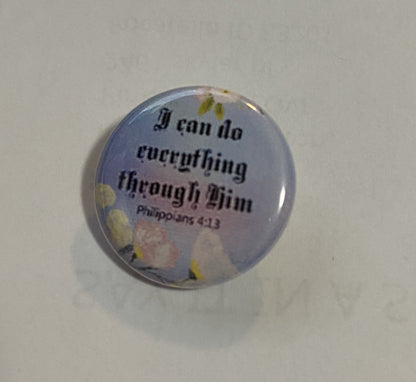 I can do
everything
through Him
Philippians 4:13